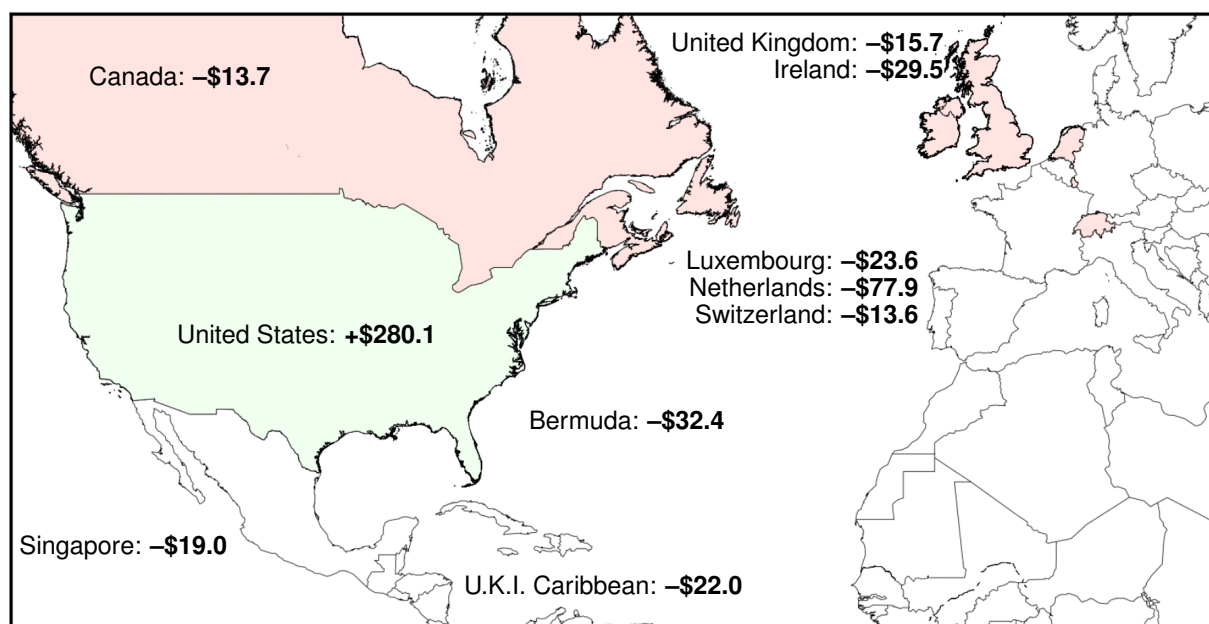 United Kingdom: –$15.7
Ireland: –$29.5
Canada: –$13.7
Luxembourg: –$23.6
Netherlands: –$77.9
Switzerland: –$13.6
United States: +$280.1
Bermuda: –$32.4
Singapore: –$19.0
U.K.I. Caribbean: –$22.0